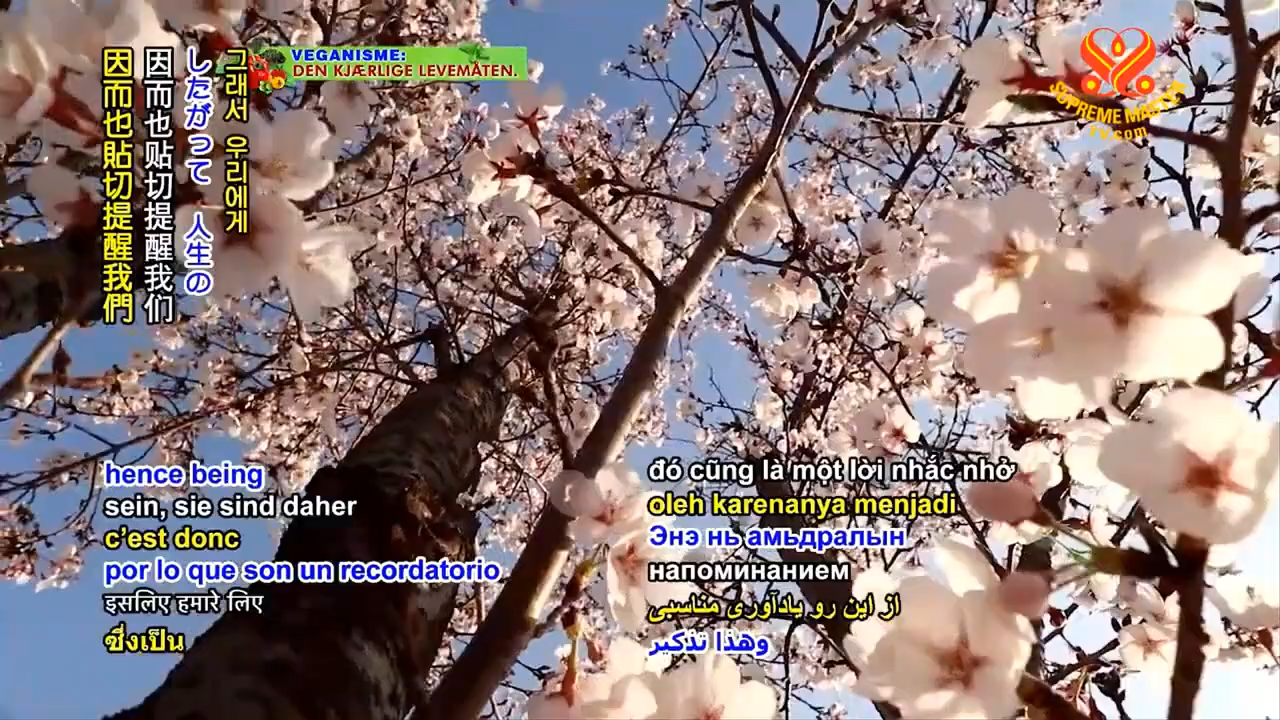 因而也貼切提醒我們
因而也贴切提醒我们
したがって 人生の
그래서 우리에게
VEGANISME:
DEN KJÆRLIGE LEVEMÅTEN.
SUPREME MASTER
TV.com
hence being
sein, sie sind daher
c'est donc
por lo que son un recordatorio
इसलिए हमारे लिए
ซึ่งเป็น
đó cũng là một lời nhắc nhở
oleh karenanya menjadi
Энэ нь амьдралын
напоминанием
از این رو یادآوری مناسبی
وهذا تذكير